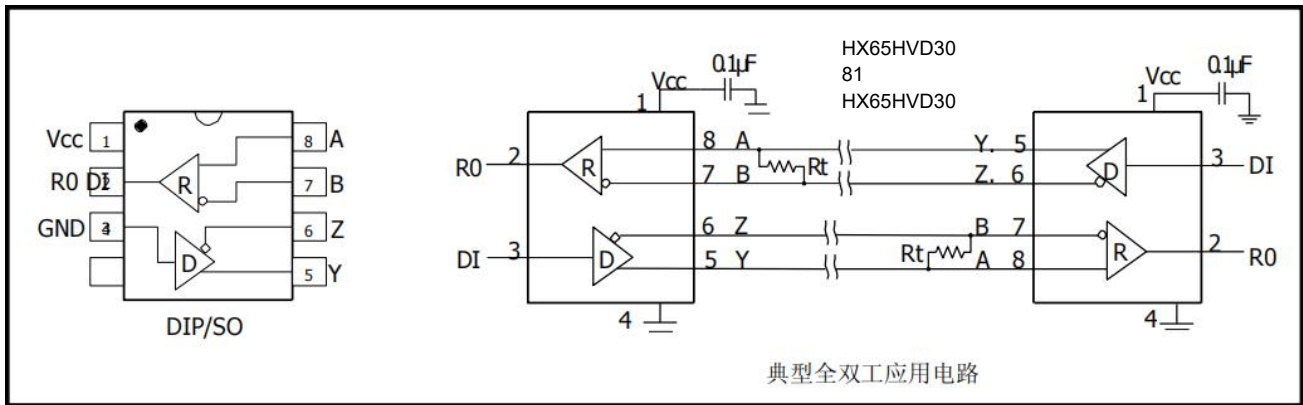 Vcc 1
8 A
R0 DI 2
7 B
GND
6 Z
5 Y
R
D
DIP/SO
HX65HVD30
81
HX65HVD30
Vcc 0.1μF
1
R0 2
R
8 A
7 B
Rt
DI 3
D
6 Z
5 Y
4
Vcc 0.1μF
1
Y. 5
Z. 6
D
3 DI
B 7
Rt
A 8
R
2 R0
4
典型全双工应用电路